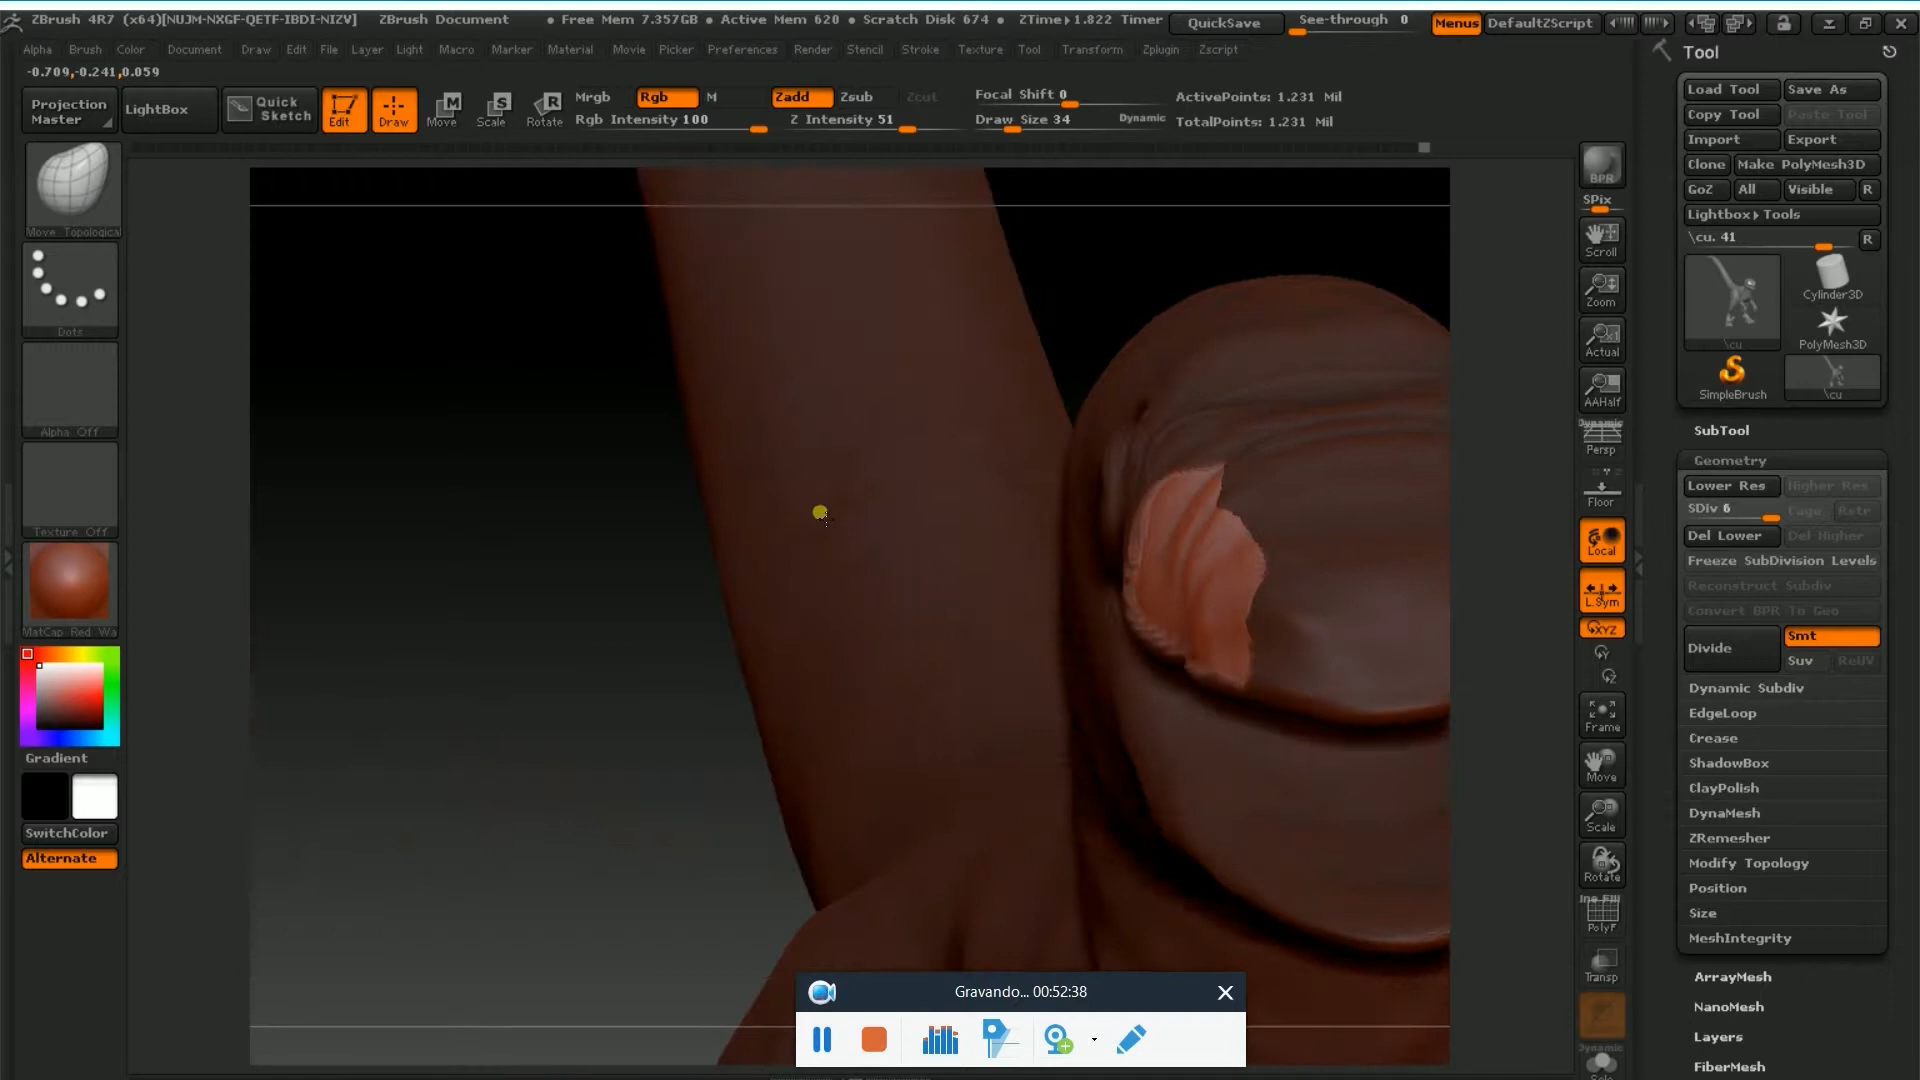 ZBrush 4R7 (x64)[NUJM-NXGF-QETF-IBDI-NIZV] ZBrush Document • Free Mem 7.357GB • Active Mem 620 • Scratch Disk 674 • ZTime▸1.822 Timer QuickSave See-through 0 Menus DefaultZScript
Alpha Brush Color Document Draw Edit File Layer Light Macro Marker Material Movie Picker Preferences Render Stencil Stroke Texture Tool Transform Zplugin Zscript
-0.709,-0.241,0.059
Projection Master
LightBox
Quick Sketch
Edit
Draw
Move
Scale
Rotate
Mrgb Rgb M
Rgb Intensity 100
Zadd Zsub Zcut
Z Intensity 51
Focal Shift 0
Draw Size 34 Dynamic
ActivePoints: 1.231 Mil
TotalPoints: 1.231 Mil
Move Topological
Dots
Alpha Off
Texture Off
MatCap Red Wa
Gradient
SwitchColor
Alternate
BPR
SPix
Scroll
Zoom
Actual
AAHalf
Dynamic
Persp
Floor
Local
L.Sym
XYZ
Y
Z
Frame
Move
Scale
Rotate
PolyF
Transp
Dynamic
Tool
Load Tool Save As
Copy Tool Paste Tool
Import Export
Clone Make PolyMesh3D
GoZ All Visible R
Lightbox▸Tools
\cu. 41 R
\cu
Cylinder3D
PolyMesh3D
SimpleBrush
\cu
SubTool
Geometry
Lower Res Higher Res
SDiv 6 Cage Rstr
Del Lower Del Higher
Freeze SubDivision Levels
Reconstruct Subdiv
Convert BPR To Geo
Divide
Smt
Suv ReUV
Dynamic Subdiv
EdgeLoop
Crease
ShadowBox
ClayPolish
DynaMesh
ZRemesher
Modify Topology
Position
Size
MeshIntegrity
ArrayMesh
NanoMesh
Layers
FiberMesh
Gravando... 00:52:38